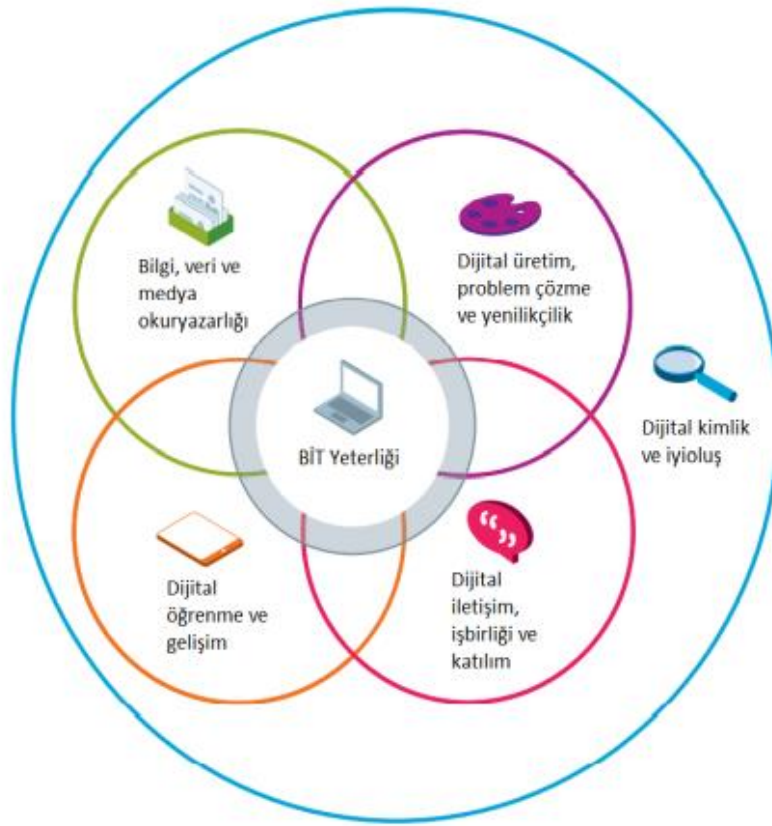 Bilgi, veri ve
medya
okuryazarlığı
Dijital üretim,
problem çözme
ve yenilikçilik
Dijital kimlik
ve iyioluş
BİT Yeterliği
Dijital
öğrenme ve
gelişim
Dijital
iletişim,
işbirliği ve
katılım